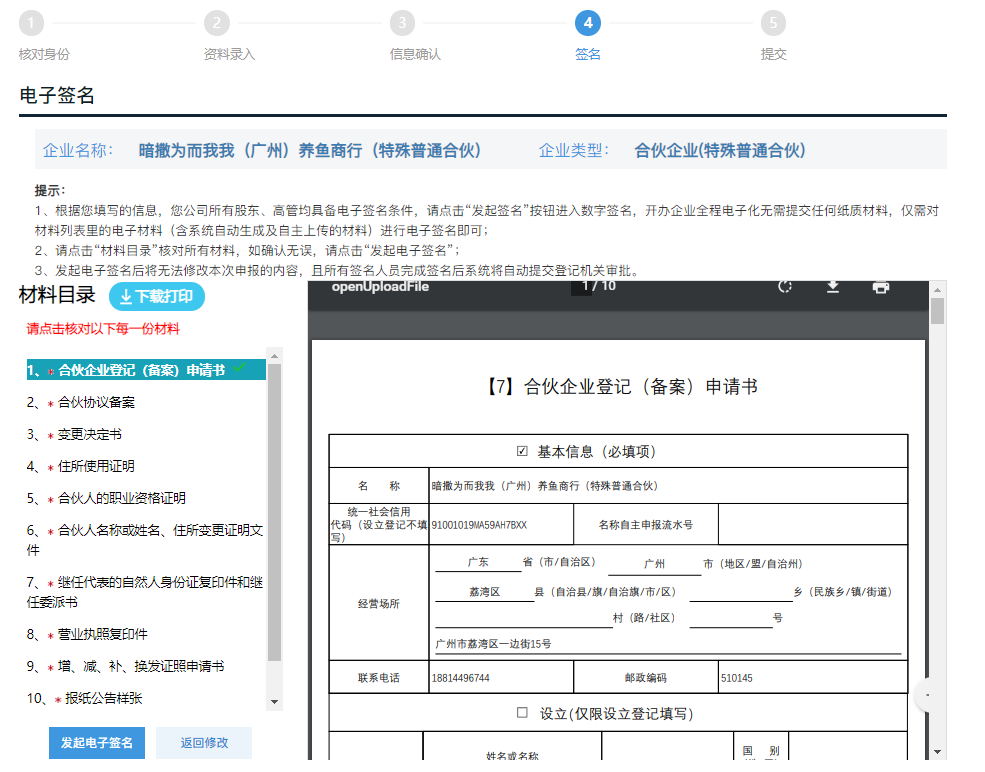 1 2 3 4 5
核对身份 资料录入 信息确认 签名 提交
电子签名
企业名称： 暗撒为而我我（广州）养鱼商行（特殊普通合伙） 企业类型： 合伙企业(特殊普通合伙)
提示：
1、根据您填写的信息，您公司所有股东、高管均具备电子签名条件，请点击“发起签名”按钮进入数字签名，开办企业全程电子化无需提交任何纸质材料，仅需对
材料列表里的电子材料（含系统自动生成及自主上传的材料）进行电子签名即可；
2、请点击“材料目录”核对所有材料，如确认无误，请点击“发起电子签名”；
3、发起电子签名后将无法修改本次申报的内容，且所有签名人员完成签名后系统将自动提交登记机关审批。
材料目录 下载打印
请点击核对以下每一份材料
1、* 合伙企业登记（备案）申请书
2、* 合伙协议备案
3、* 变更决定书
4、* 住所使用证明
5、* 合伙人的职业资格证明
6、* 合伙人名称或姓名、住所变更证明文
件
7、* 继任代表的自然人身份证复印件和继
任委派书
8、* 营业执照复印件
9、* 增、减、补、换发证照申请书
10、* 报纸公告样张
发起电子签名 返回修改
openUploadFile 1 / 10
【7】合伙企业登记（备案）申请书
☑ 基本信息（必填项）
名 称 暗撒为而我我（广州）养鱼商行（特殊普通合伙）
统一社会信用
代码（设立登记不填
写） 91001019MA59AH7BXX 名称自主申报流水号
经营场所
广东 省（市/自治区） 广州 市（地区/盟/自治州）
荔湾区 县（自治县/旗/自治旗/市/区） 乡（民族乡/镇/街道）
村（路/社区） 号
广州市荔湾区一边街15号
联系电话 18814496744 邮政编码 510145
☐ 设立(仅限设立登记填写)
姓名或名称 国 别